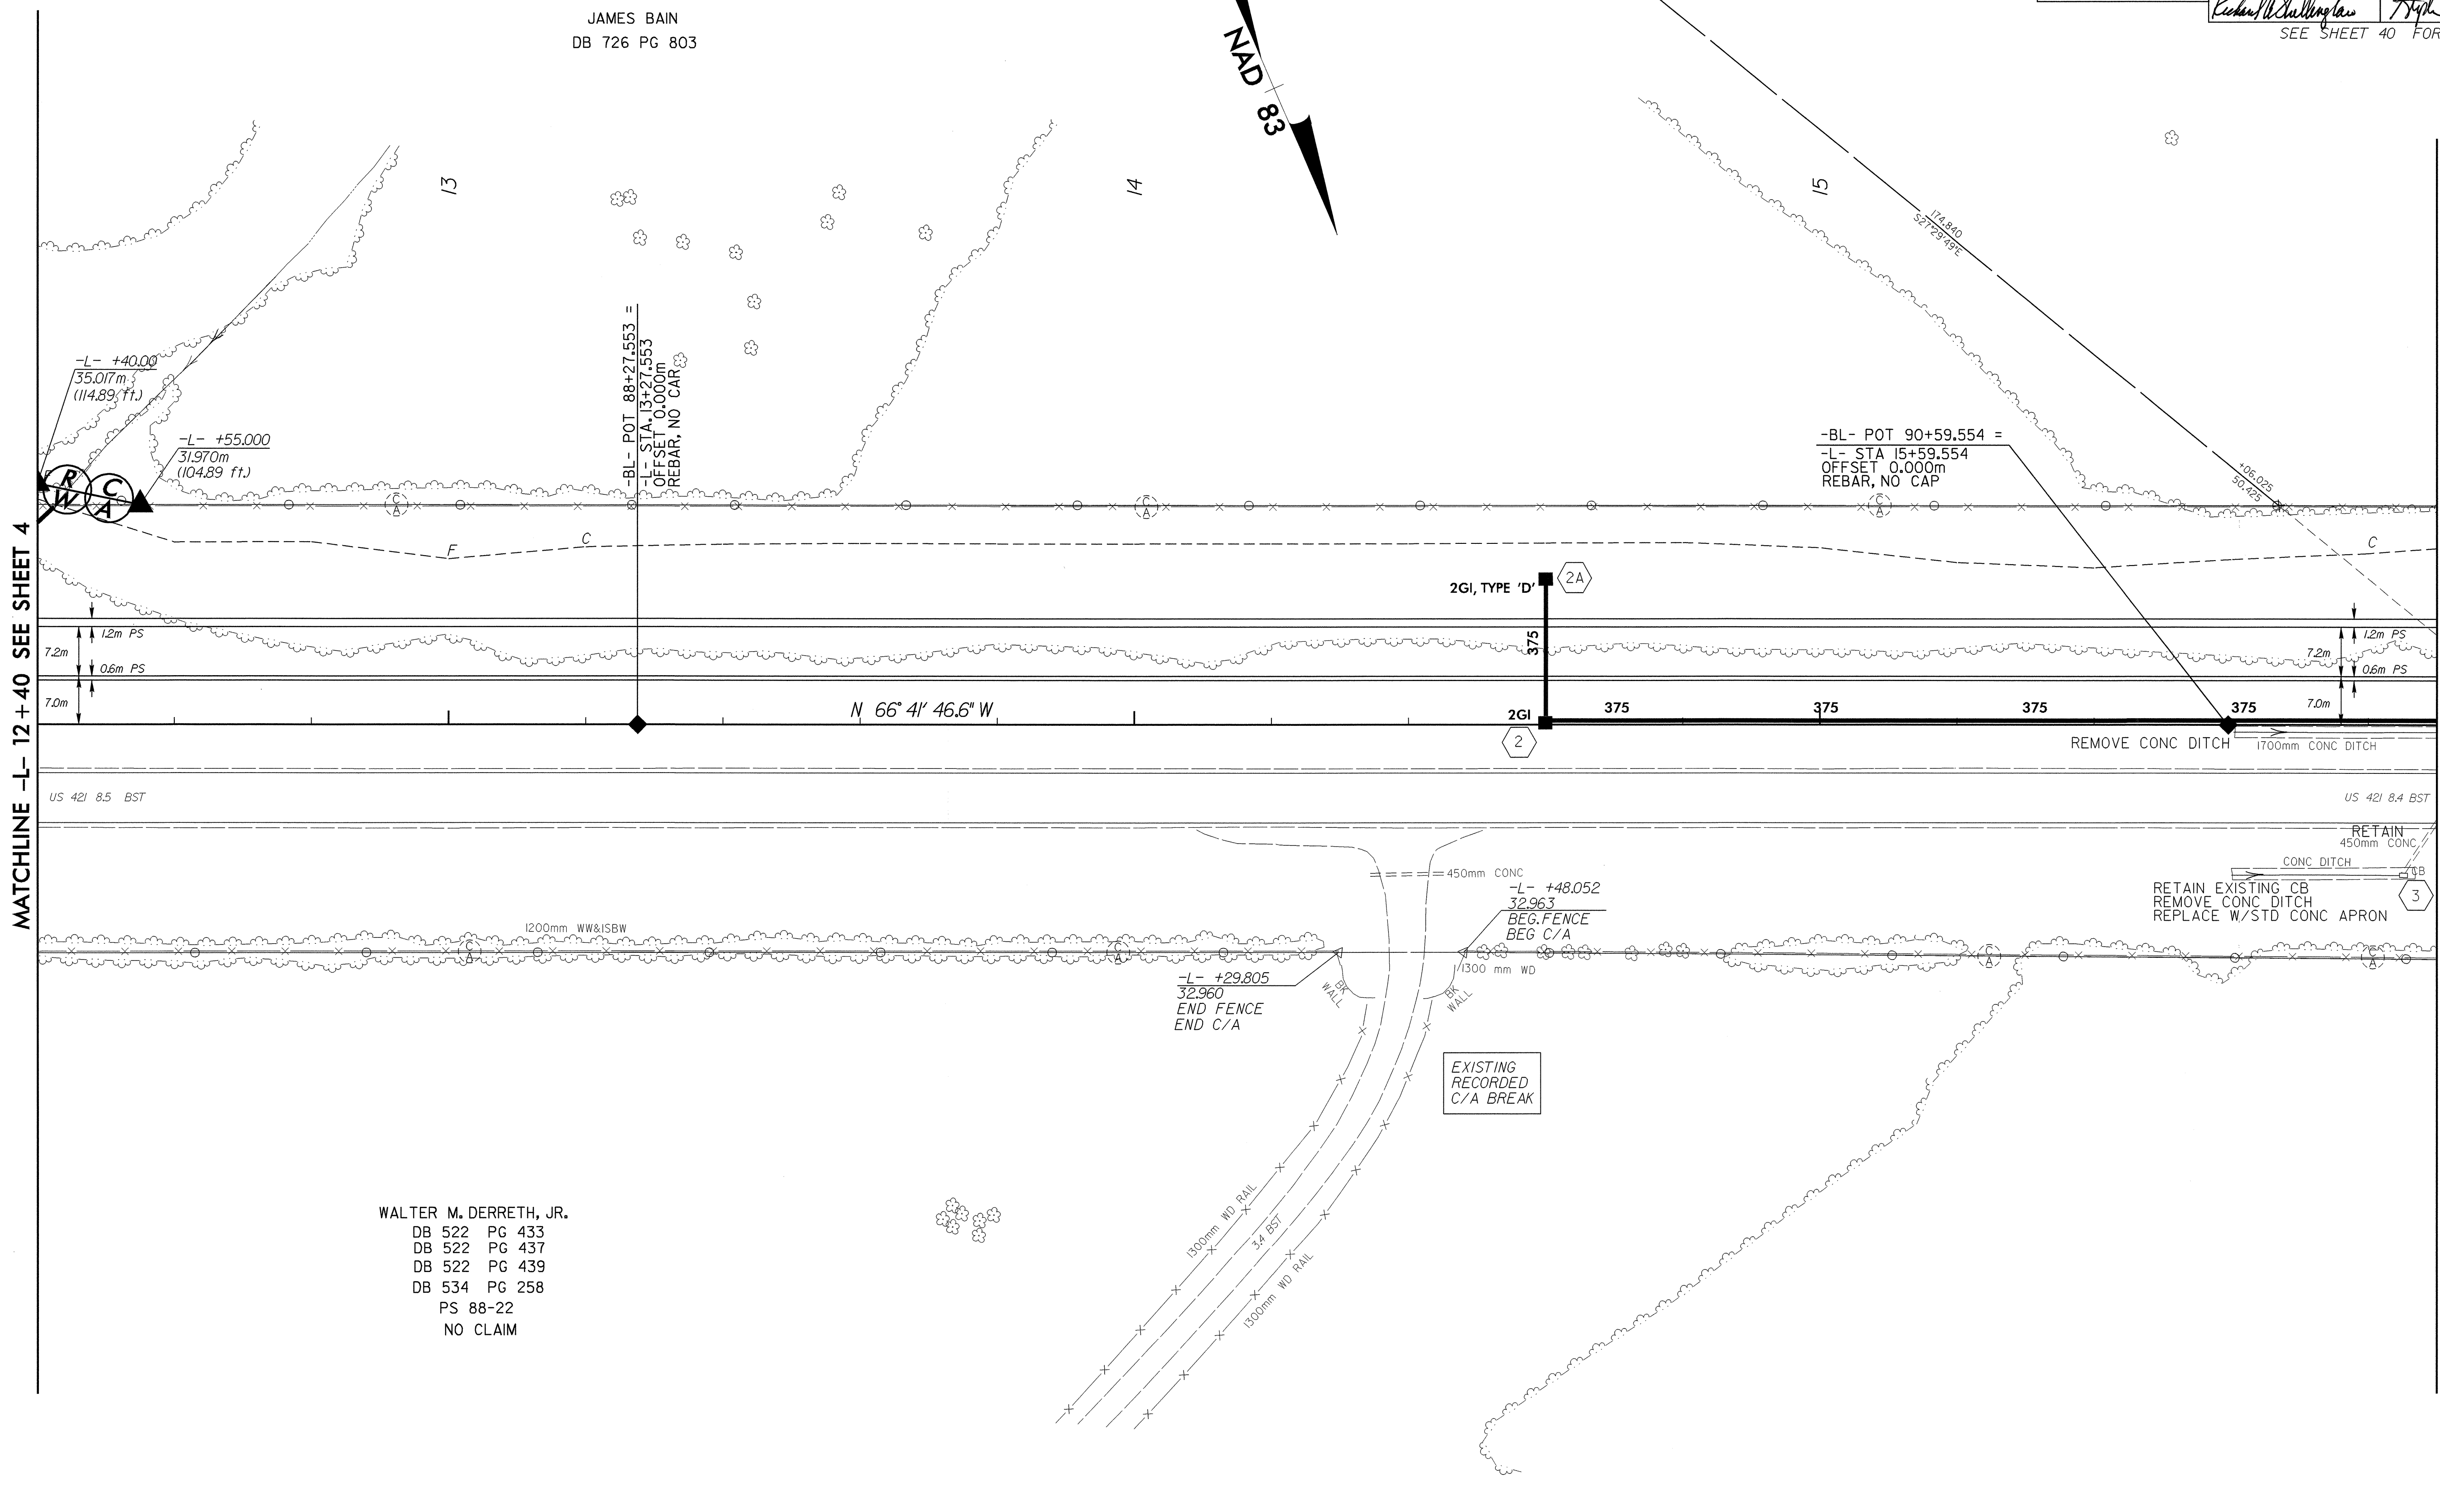 JAMES BAIN
DB 726 PG 803
NAD 83
SEE SHEET 40 FOR
13
14
15
174.840
S27°29'49"E
-L- +40.00
35.017m
(114.89 ft.)
-L- +55.000
31.970m
(104.89 ft.)
R
W
C
A
-BL- POT 88+27.553 =
-L- STA. 13+27.553
OFFSET 0.000m
REBAR, NO CAR
-BL- POT 90+59.554 =
-L- STA 15+59.554
OFFSET 0.000m
REBAR, NO CAP
+06.025
50.425
C
A
C
A
C
A
F
C
C
MATCHLINE -L- 12+40 SEE SHEET 4
2GI, TYPE 'D'
2A
375
1.2m PS
7.2m
0.6m PS
7.0m
1.2m PS
7.2m
0.6m PS
7.0m
N 66° 41' 46.6" W
2GI
2
375
375
375
375
REMOVE CONC DITCH
1700mm CONC DITCH
US 421 8.5 BST
US 421 8.4 BST
RETAIN
450mm CONC
CONC DITCH
CB
3
RETAIN EXISTING CB
REMOVE CONC DITCH
REPLACE W/STD CONC APRON
450mm CONC
-L- +48.052
32.963
BEG. FENCE
BEG C/A
1200mm WW&1SBW
C
A
C
A
C
A
C
A
1300 mm WD
-L- +29.805
32.960
END FENCE
END C/A
BK
WALL
BK
WALL
EXISTING
RECORDED
C/A BREAK
1300mm WD RAIL
3.4 BST
1300mm WD RAIL
WALTER M. DERRETH, JR.
DB 522 PG 433
DB 522 PG 437
DB 522 PG 439
DB 534 PG 258
PS 88-22
NO CLAIM